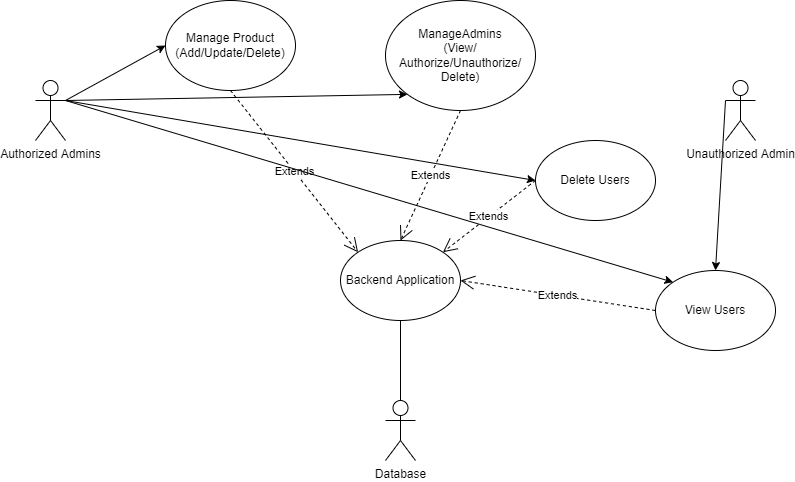 Manage Product
(Add/Update/Delete)
ManageAdmins
(View/
Authorize/Unauthorize/
Delete)
Authorized Admins
Unauthorized Admin
Extends
Extends
Delete Users
Extends
Backend Application
Extends
View Users
Database